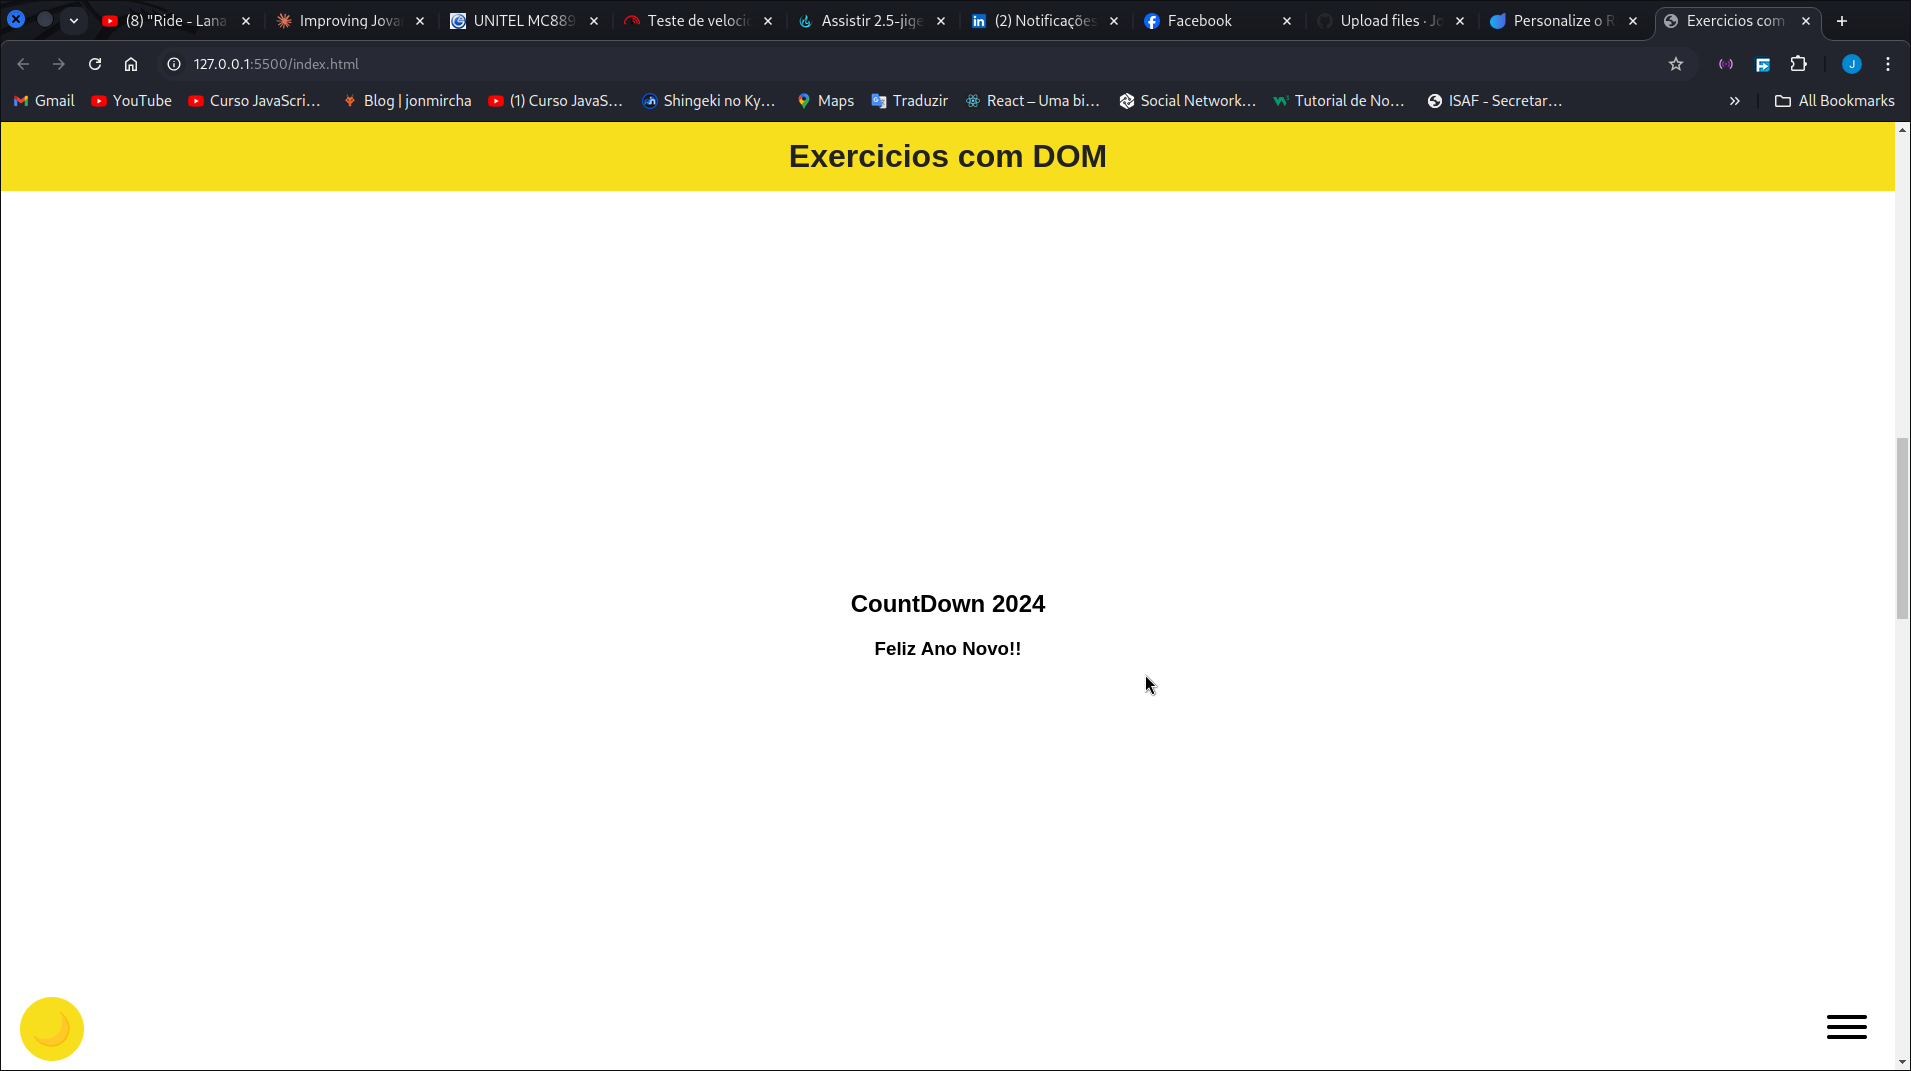 (8) "Ride - Lana
Improving Jova
UNITEL MC889
Teste de veloci
Assistir 2.5-jige
(2) Notificações
Facebook
Upload files · Jo
Personalize o R
Exercicios com
127.0.0.1:5500/index.html
J
Gmail
YouTube
Curso JavaScri…
Blog | jonmircha
(1) Curso JavaS…
Shingeki no Ky…
Maps
Traduzir
React – Uma bi…
Social Network…
Tutorial de No…
ISAF - Secretar…
»
All Bookmarks
Exercicios com DOM
CountDown 2024
Feliz Ano Novo!!